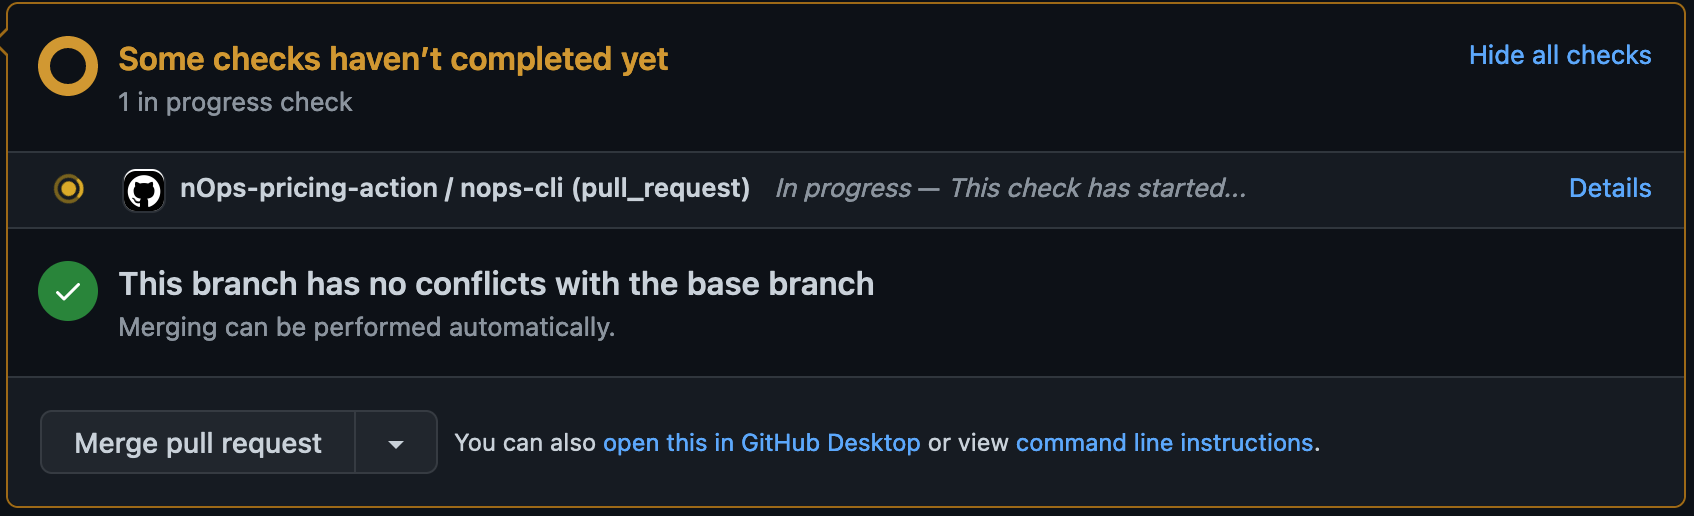 Some checks haven’t completed yet
Hide all checks
1 in progress check
nOps-pricing-action / nops-cli (pull_request) In progress — This check has started...
Details
This branch has no conflicts with the base branch
Merging can be performed automatically.
Merge pull request
You can also open this in GitHub Desktop or view command line instructions.